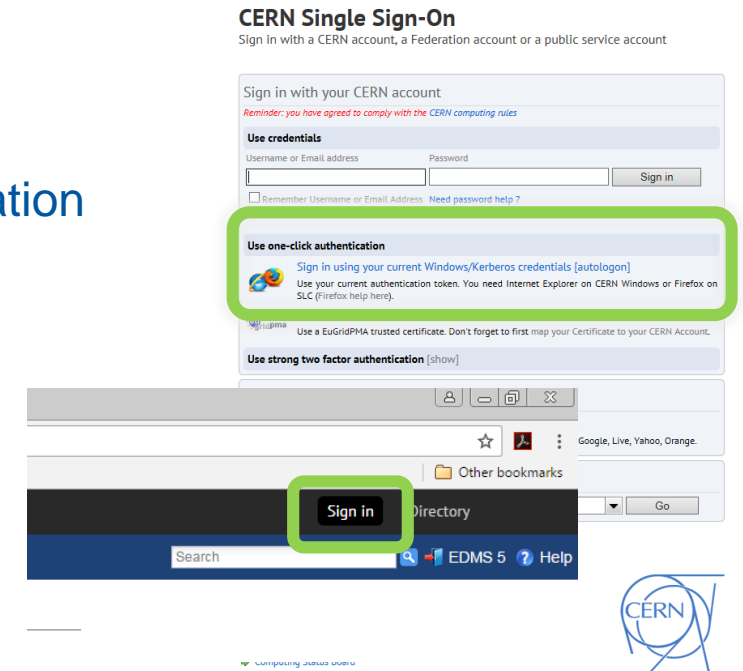 CERN Single Sign-On
Sign in with a CERN account, a Federation account or a public service account
Sign in with your CERN account
Reminder: you have agreed to comply with the CERN computing rules
Use credentials
Username or Email address Password
Sign in
Remember Username or Email Address Need password help ?
ation
Use one-click authentication
Sign in using your current Windows/Kerberos credentials [autologon]
Use your current authentication token. You need Internet Explorer on CERN Windows or Firefox on
SLC (Firefox help here).
gridpma Use a EuGridPMA trusted certificate. Don't forget to first map your Certificate to your CERN Account.
Use strong two factor authentication [show]
Google, Live, Yahoo, Orange.
Other bookmarks
Sign in Directory
Go
Search EDMS 5 ? Help
CERN
Computing Status Board